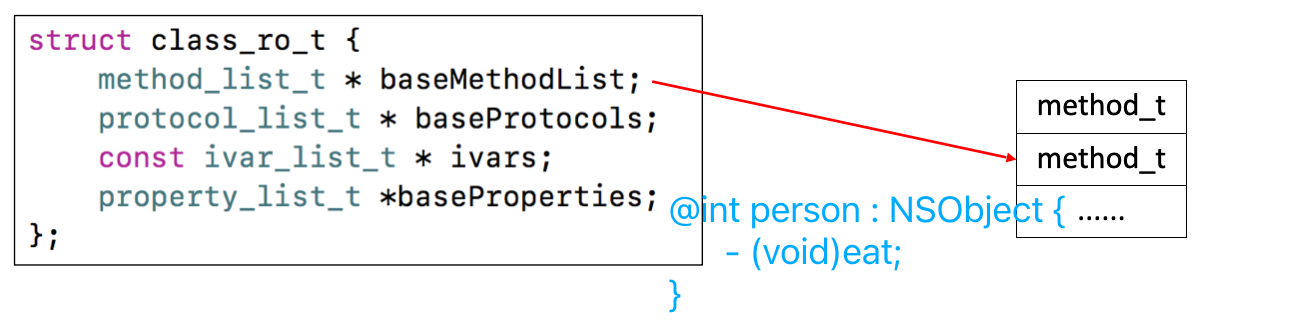 struct class_ro_t {
method_list_t * baseMethodList;
protocol_list_t * baseProtocols;
const ivar_list_t * ivars;
property_list_t *baseProperties;
};
method_t
method_t
......
@int person : NSObject {
- (void)eat;
}